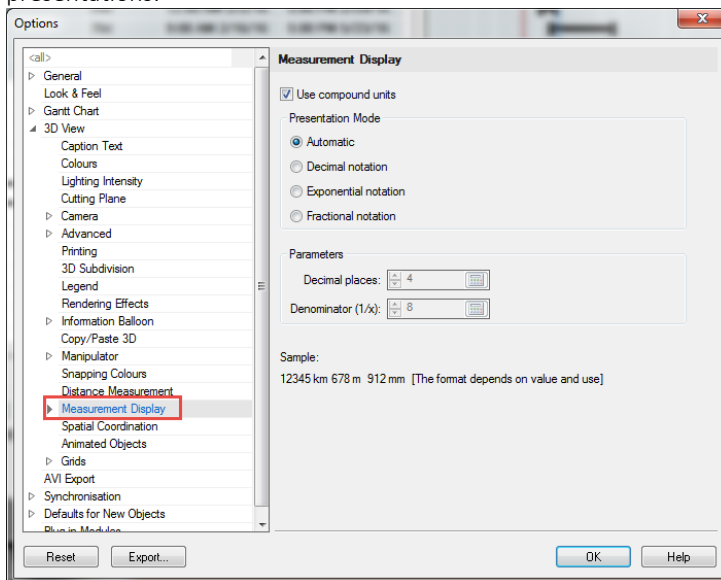 presentations.
Options
<all>
Measurement Display
General
Look & Feel
Gantt Chart
3D View
Caption Text
Colours
Lighting Intensity
Cutting Plane
Camera
Advanced
Printing
3D Subdivision
Legend
Rendering Effects
Information Balloon
Copy/Paste 3D
Manipulator
Snapping Colours
Distance Measurement
Measurement Display
Spatial Coordination
Animated Objects
Grids
AVI Export
Synchronisation
Defaults for New Objects
Plug-in Modules
Use compound units
Presentation Mode
Automatic
Decimal notation
Exponential notation
Fractional notation
Parameters
Decimal places: 4
Denominator (1/x): 8
Sample:
12345 km 678 m 912 mm [The format depends on value and use]
Reset
Export...
OK
Help